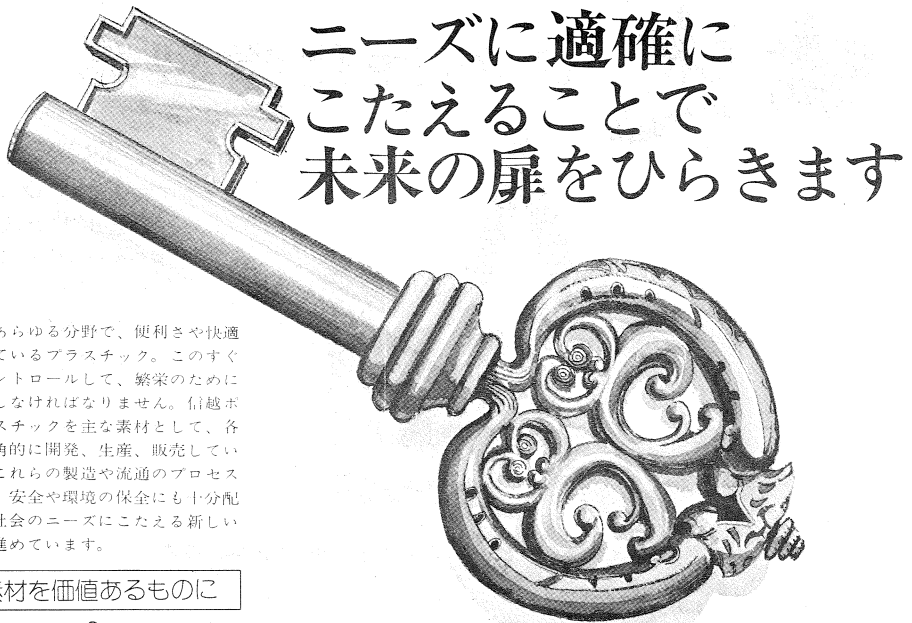 ニーズに適確に
こたえることで
未来の扉をひらきます
あらゆる分野で、便利さや快適
ているプラスチック。このすぐ
ントロールして、繁栄のために
しなければなりません。信越ポ
スチックを主な素材として、各
角的に開発、生産、販売してい
これらの製造や流通のプロセス
安全や環境の保全にも十分配
社会のニーズにこたえる新しい
進めています。
素材を価値あるものに